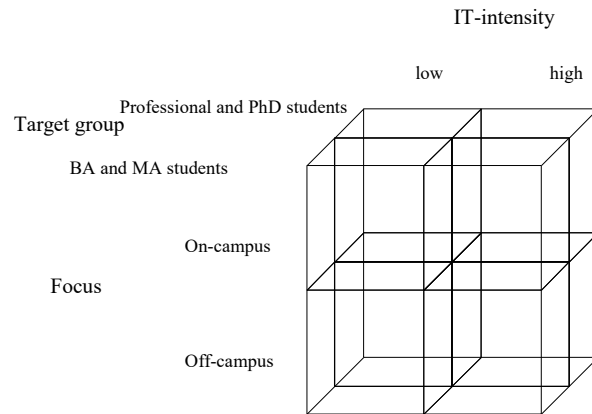 IT-intensity
low high
Professional and PhD students
Target group
BA and MA students
On-campus
Focus
Off-campus